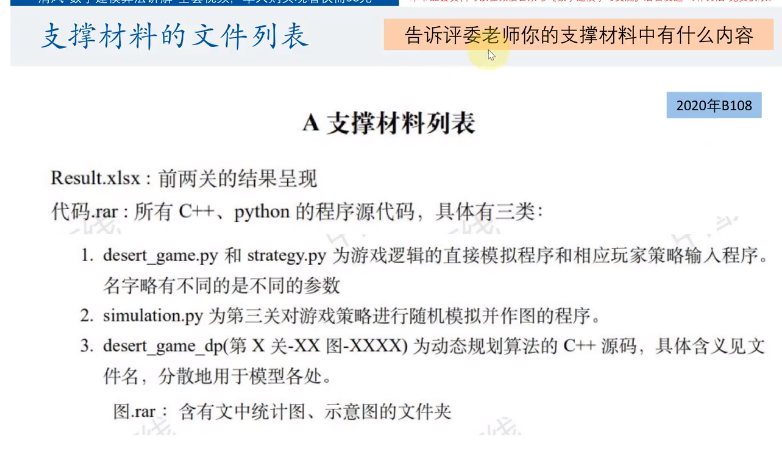 支撑材料的文件列表
告诉评委老师你的支撑材料中有什么内容
2020年B108
A 支撑材料列表
Result.xlsx : 前两关的结果呈现
代码.rar : 所有 C++、python 的程序源代码，具体有三类：
1. desert_game.py 和 strategy.py 为游戏逻辑的直接模拟程序和相应玩家策略输入程序。
名字略有不同的是不同的参数
2. simulation.py 为第三关对游戏策略进行随机模拟并作图的程序。
3. desert_game_dp(第 X 关-XX 图-XXXX) 为动态规划算法的 C++ 源码，具体含义见文
件名，分散地用于模型各处。
图.rar： 含有文中统计图、示意图的文件夹